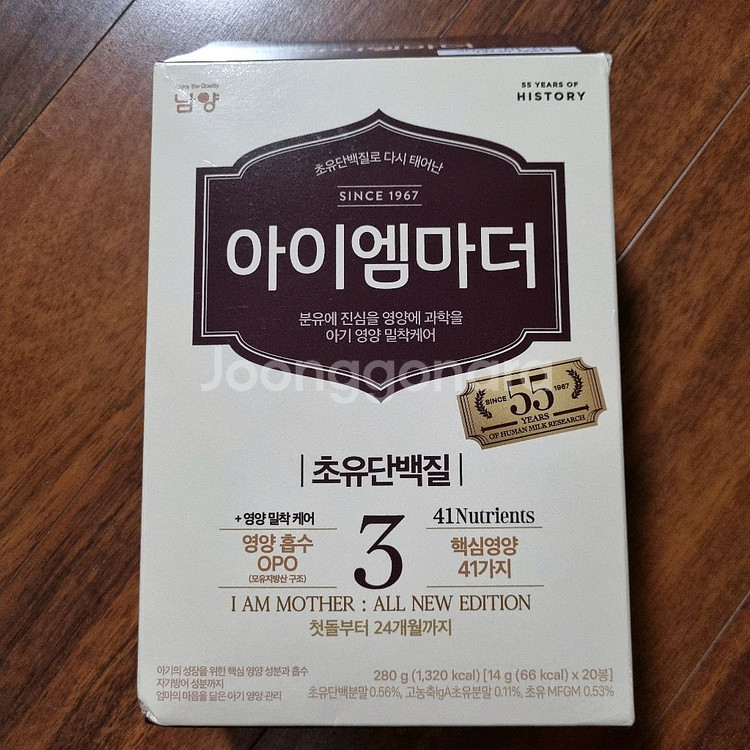 Enjoy the Quality
남양
55 YEARS OF
HISTORY
초유단백질로 다시 태어난
SINCE 1967
아이엠마더
분유에 진심을 영양에 과학을
아기 영양 밀착케어
Joonggonara
SINCE 55 1967
YEARS
OF HUMAN MILK RESEARCH
초유단백질
+ 영양 밀착 케어
영양 흡수
OPO
(모유지방산 구조)
3
41Nutrients
핵심영양
41가지
I AM MOTHER : ALL NEW EDITION
첫돌부터 24개월까지
아기의 성장을 위한 핵심 영양 성분과 흡수
자기방어 성분까지
엄마의 마음을 닮은 아기 영양 관리
280 g (1,320 kcal) [14 g (66 kcal) x 20봉]
초유단백분말 0.56%, 고농축IgA초유분말 0.11%, 초유 MFGM 0.53%